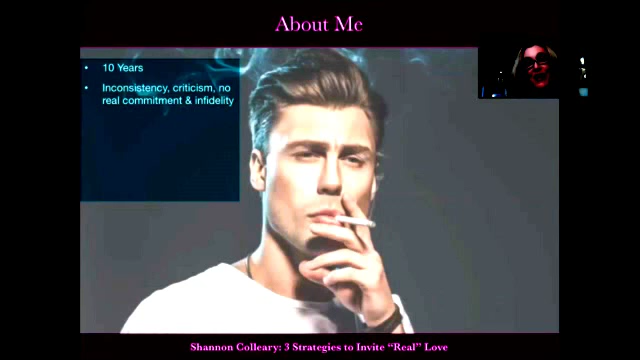 About Me
• 10 Years
• Inconsistency, criticism, no
real commitment & infidelity
Shannon Colleary: 3 Strategies to Invite “Real” Love